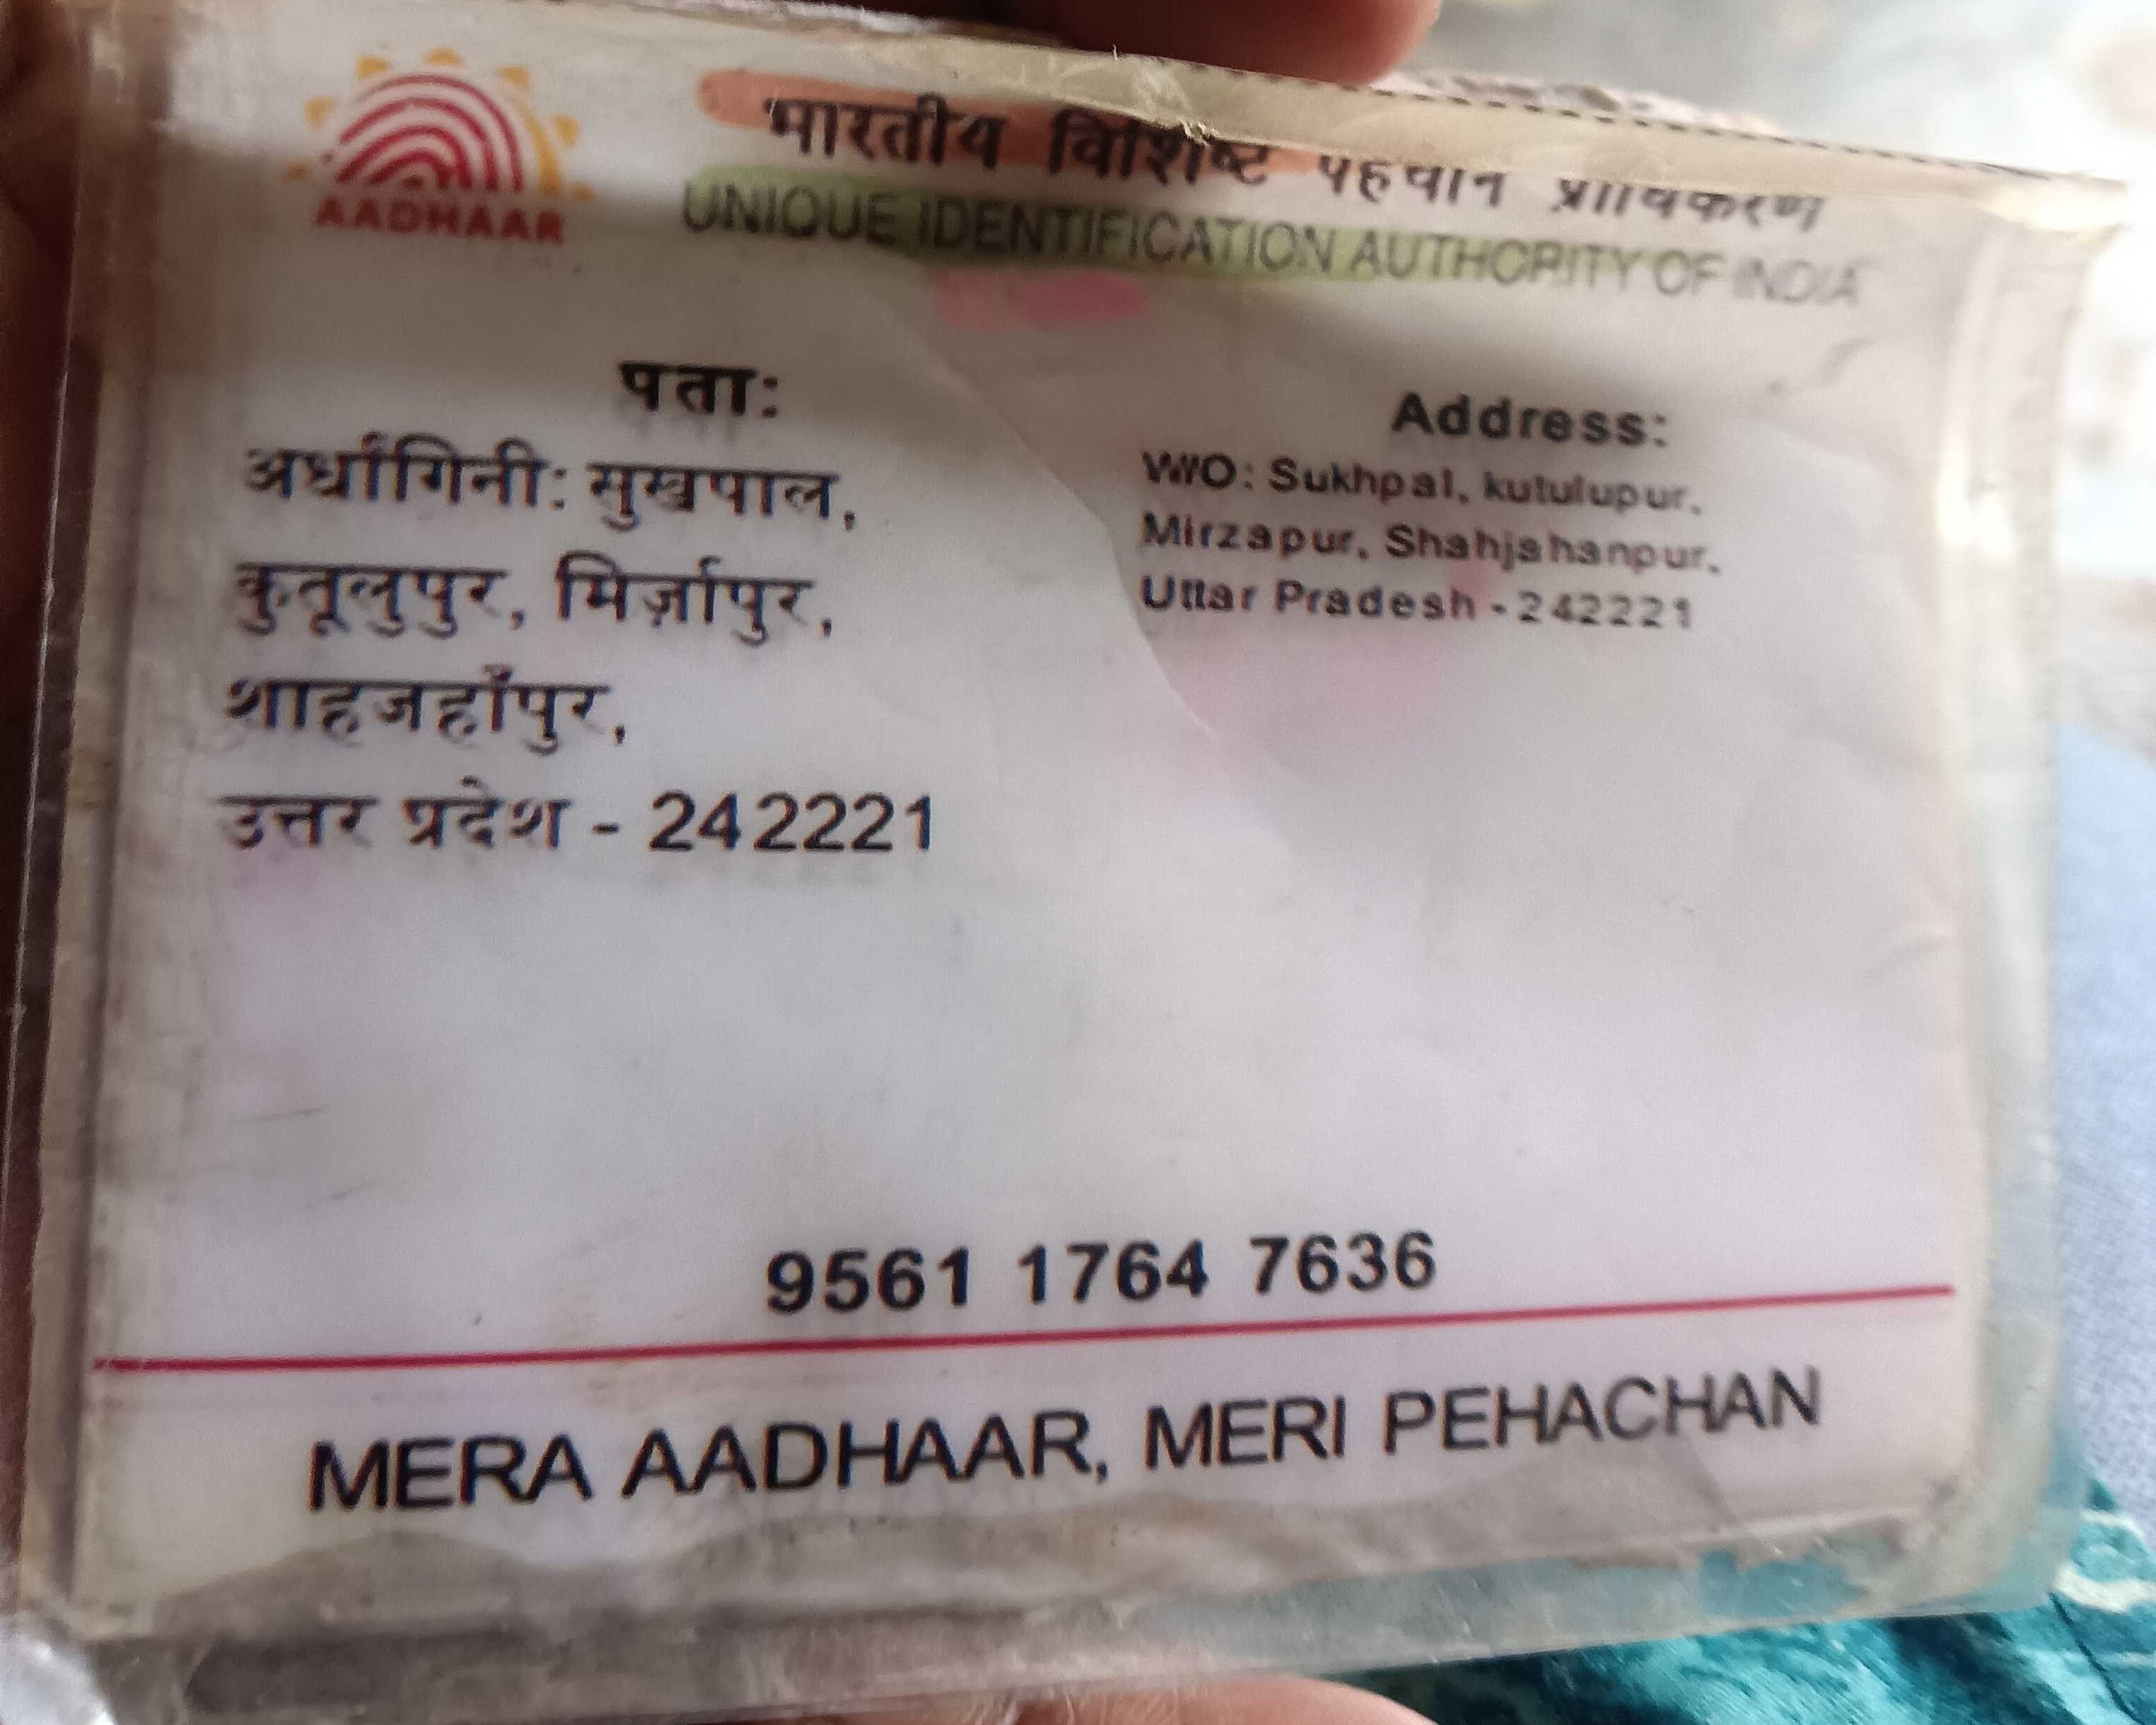 AADHAAR
भारतीय विशिष्ट पहचान प्राधिकरण
UNIQUE IDENTIFICATION AUTHORITY OF INDIA
पता:
अर्धांगिनी: सुखपाल,
कुतूलुपुर, मिर्ज़ापुर,
शाहजहाँपुर,
उत्तर प्रदेश - 242221
Address:
W/O: Sukhpal, kutulupur,
Mirzapur, Shahjahanpur,
Uttar Pradesh - 242221
9561 1764 7636
MERA AADHAAR, MERI PEHACHAN